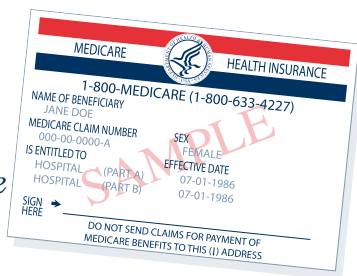 MEDICARE HEALTH INSURANCE
1-800-MEDICARE (1-800-633-4227)
NAME OF BENEFICIARY
JANE DOE
MEDICARE CLAIM NUMBER SEX
000-00-0000-A FEMALE
IS ENTITLED TO EFFECTIVE DATE
HOSPITAL (PART A) 07-01-1986
HOSPITAL (PART B) 07-01-1986
SAMPLE
SIGN
HERE
DO NOT SEND CLAIMS FOR PAYMENT OF
MEDICARE BENEFITS TO THIS (↓) ADDRESS